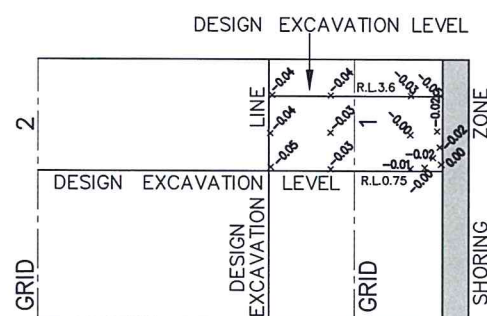 DESIGN EXCAVATION LEVEL
-0.04 -0.04 R.L.3.6 -0.03 -0.05
2 LINE 1 ZONE
-0.04 -0.03 -0.00 -0.02
-0.05 -0.03 -0.01 -0.02 -0.00 -0.02 0.00
DESIGN EXCAVATION LEVEL R.L.0.75
GRID
DESIGN
EXCAVATION
GRID
SHORING